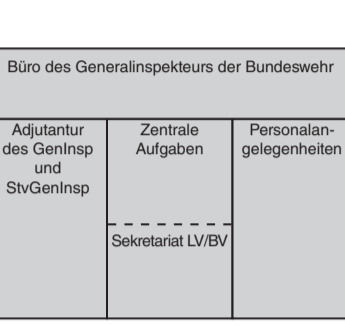 Büro des Generalinspekteurs der Bundeswehr
Adjutantur
des GenInsp
und
StvGenInsp
Zentrale
Aufgaben
Sekretariat LV/BV
Personalan-
gelegenheiten